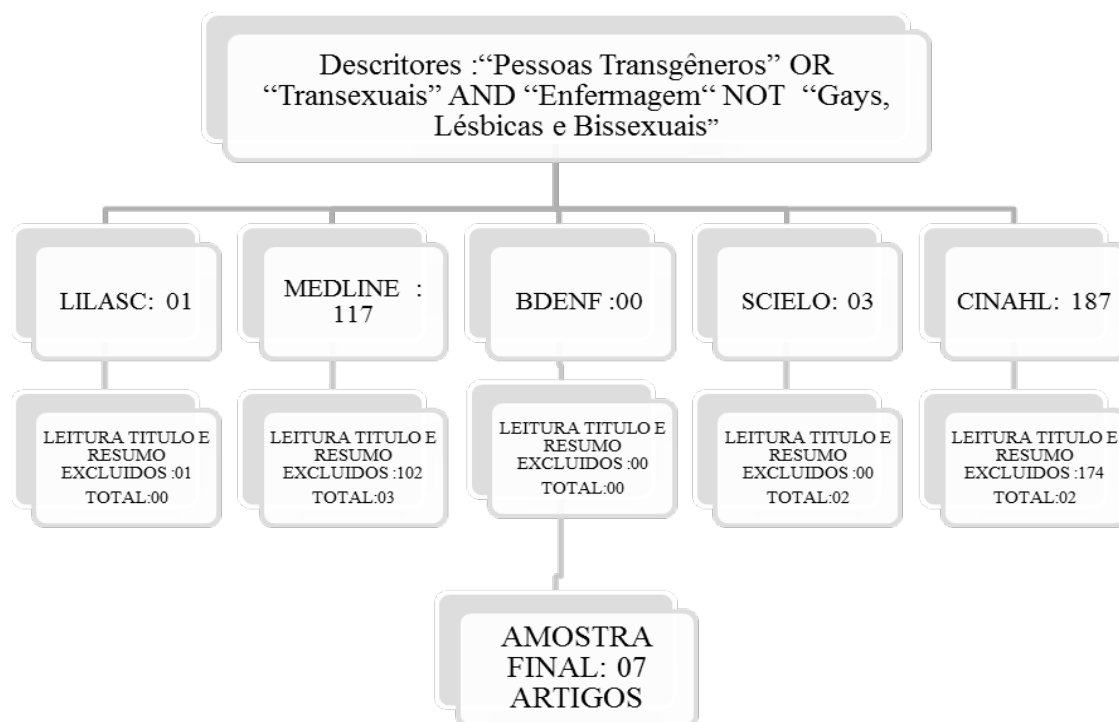 Descritores :“Pessoas Transgêneros” OR
“Transexuais” AND “Enfermagem“ NOT “Gays,
Lésbicas e Bissexuais”
LILASC: 01
MEDLINE :
117
BDENF :00
SCIELO: 03
CINAHL: 187
LEITURA TITULO E
RESUMO
EXCLUIDOS :01
TOTAL:00
LEITURA TITULO E
RESUMO
EXCLUIDOS :102
TOTAL:03
LEITURA TITULO E
RESUMO
EXCLUIDOS :00
TOTAL:00
LEITURA TITULO E
RESUMO
EXCLUIDOS :00
TOTAL:02
LEITURA TITULO E
RESUMO
EXCLUIDOS :174
TOTAL:02
AMOSTRA
FINAL: 07
ARTIGOS